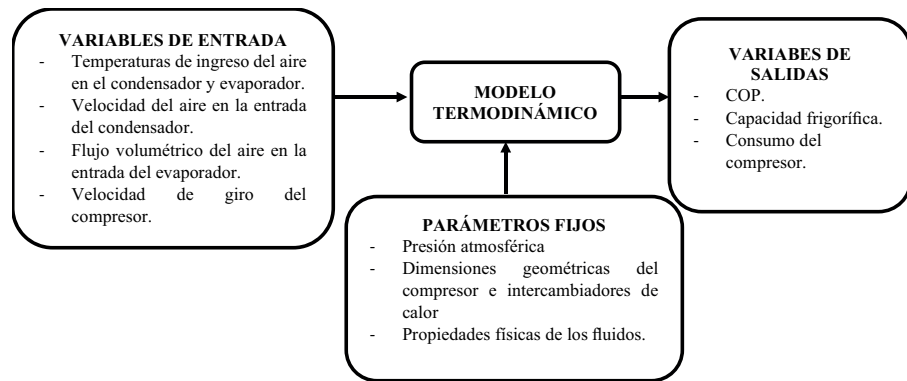 VARIABLES DE ENTRADA
- Temperaturas de ingreso del aire
en el condensador y evaporador.
- Velocidad del aire en la entrada
del condensador.
- Flujo volumétrico del aire en la
entrada del evaporador.
- Velocidad de giro del
compresor.
MODELO
TERMODINÁMICO
VARIABES DE
SALIDAS
- COP.
- Capacidad frigorífica.
- Consumo del
compresor.
PARÁMETROS FIJOS
- Presión atmosférica
- Dimensiones geométricas del
compresor e intercambiadores de
calor
- Propiedades físicas de los fluidos.